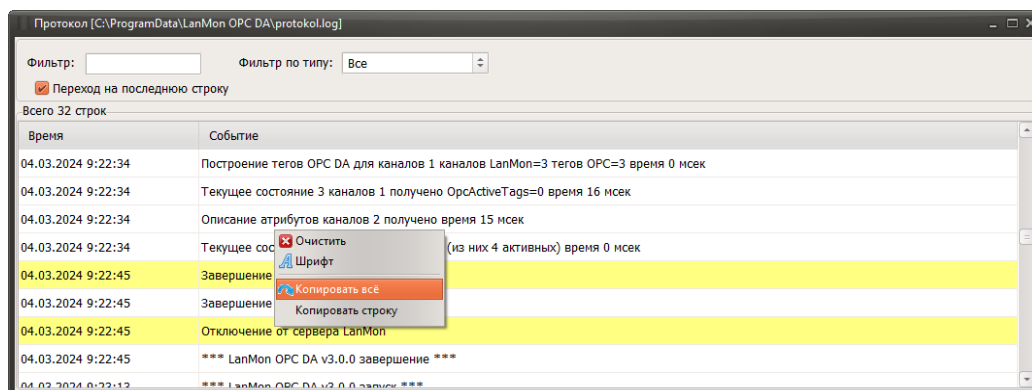 Протокол [C:\ProgramData\LanMon OPC DA\protokol.log]
Фильтр: Фильтр по типу: Все
Переход на последнюю строку
Всего 32 строк
Время Событие
04.03.2024 9:22:34 Построение тегов OPC DA для каналов 1 каналов LanMon=3 тегов OPC=3 время 0 мсек
04.03.2024 9:22:34 Текущее состояние 3 каналов 1 получено OpcActiveTags=0 время 16 мсек
04.03.2024 9:22:34 Описание атрибутов каналов 2 получено время 15 мсек
04.03.2024 9:22:34 Текущее (из них 4 активных) время 0 мсек
Очистить
Шрифт
Копировать всё
Копировать строку
04.03.2024 9:22:45 Завершение
04.03.2024 9:22:45 Завершение
04.03.2024 9:22:45 Отключение от сервера LanMon
04.03.2024 9:22:45 *** LanMon OPC DA v3.0.0 завершение ***
04.03.2024 9:23:13 *** LanMon OPC DA v3.0.0 запуск ***